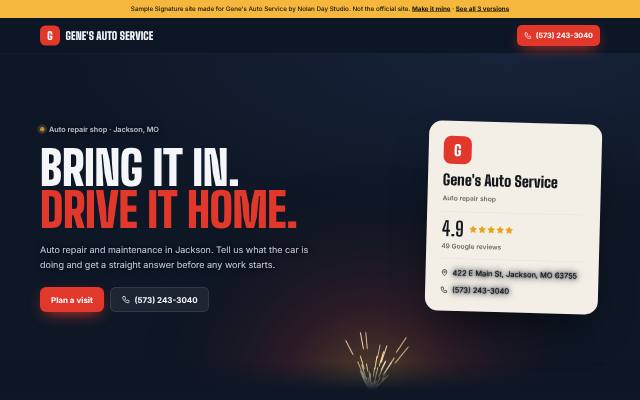 Sample Signature site made for Gene's Auto Service by Nolan Day Studio. Not the official site. Make it mine · See all 3 versions
G GENE'S AUTO SERVICE
(573) 243-3040
Auto repair shop · Jackson, MO
BRING IT IN.
DRIVE IT HOME.
Auto repair and maintenance in Jackson. Tell us what the car is
doing and get a straight answer before any work starts.
Plan a visit
(573) 243-3040
G
Gene's Auto Service
Auto repair shop
4.9
49 Google reviews
422 E Main St, Jackson, MO 63755
(573) 243-3040